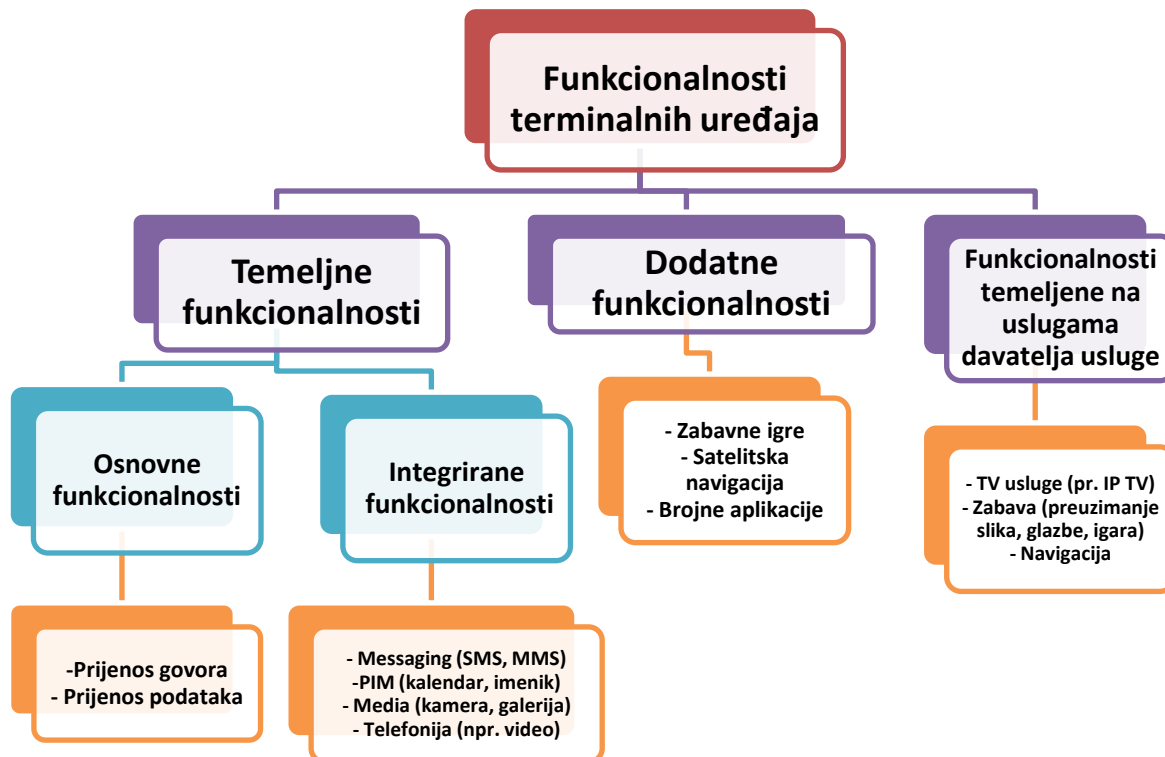 Funkcionalnosti
terminalnih uređaja
Temeljne
funkcionalnosti
Dodatne
funkcionalnosti
Funkcionalnosti
temeljene na
uslugama
davatelja usluge
Osnovne
funkcionalnosti
Integrirane
funkcionalnosti
- Zabavne igre
- Satelitska
navigacija
- Brojne aplikacije
- TV usluge (pr. IP TV)
- Zabava (preuzimanje
slika, glazbe, igara)
- Navigacija
-Prijenos govora
- Prijenos podataka
- Messaging (SMS, MMS)
-PIM (kalendar, imenik)
- Media (kamera, galerija)
- Telefonija (npr. video)